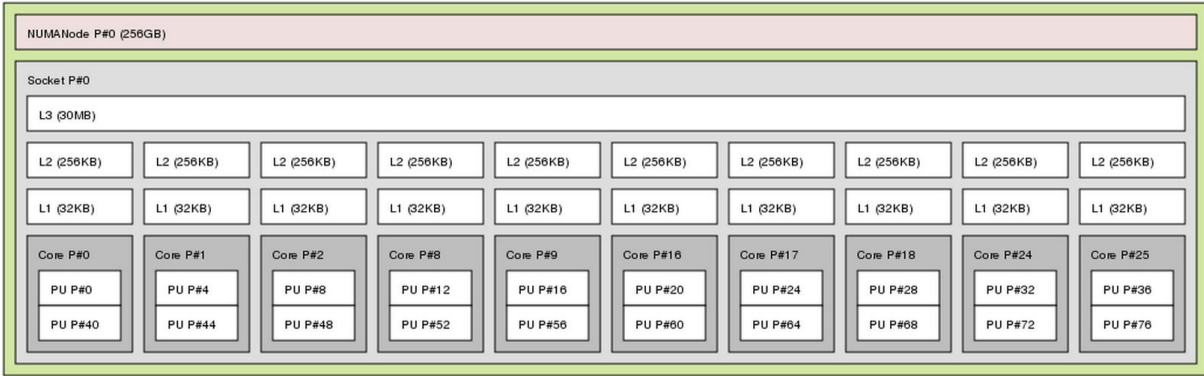 NUMANode P#0 (256GB)
Socket P#0
L3 (30MB)
L2 (256KB) L2 (256KB) L2 (256KB) L2 (256KB) L2 (256KB) L2 (256KB) L2 (256KB) L2 (256KB) L2 (256KB) L2 (256KB)
L1 (32KB) L1 (32KB) L1 (32KB) L1 (32KB) L1 (32KB) L1 (32KB) L1 (32KB) L1 (32KB) L1 (32KB) L1 (32KB)
Core P#0 Core P#1 Core P#2 Core P#8 Core P#9 Core P#16 Core P#17 Core P#18 Core P#24 Core P#25
PU P#0 PU P#4 PU P#8 PU P#12 PU P#16 PU P#20 PU P#24 PU P#28 PU P#32 PU P#36
PU P#40 PU P#44 PU P#48 PU P#52 PU P#56 PU P#60 PU P#64 PU P#68 PU P#72 PU P#76